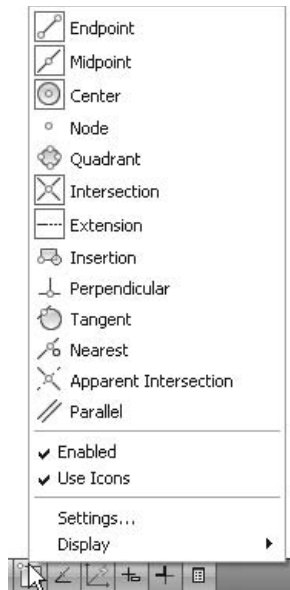 Endpoint
Midpoint
Center
Node
Quadrant
Intersection
Extension
Insertion
Perpendicular
Tangent
Nearest
Apparent Intersection
Parallel
Enabled
Use Icons
Settings...
Display